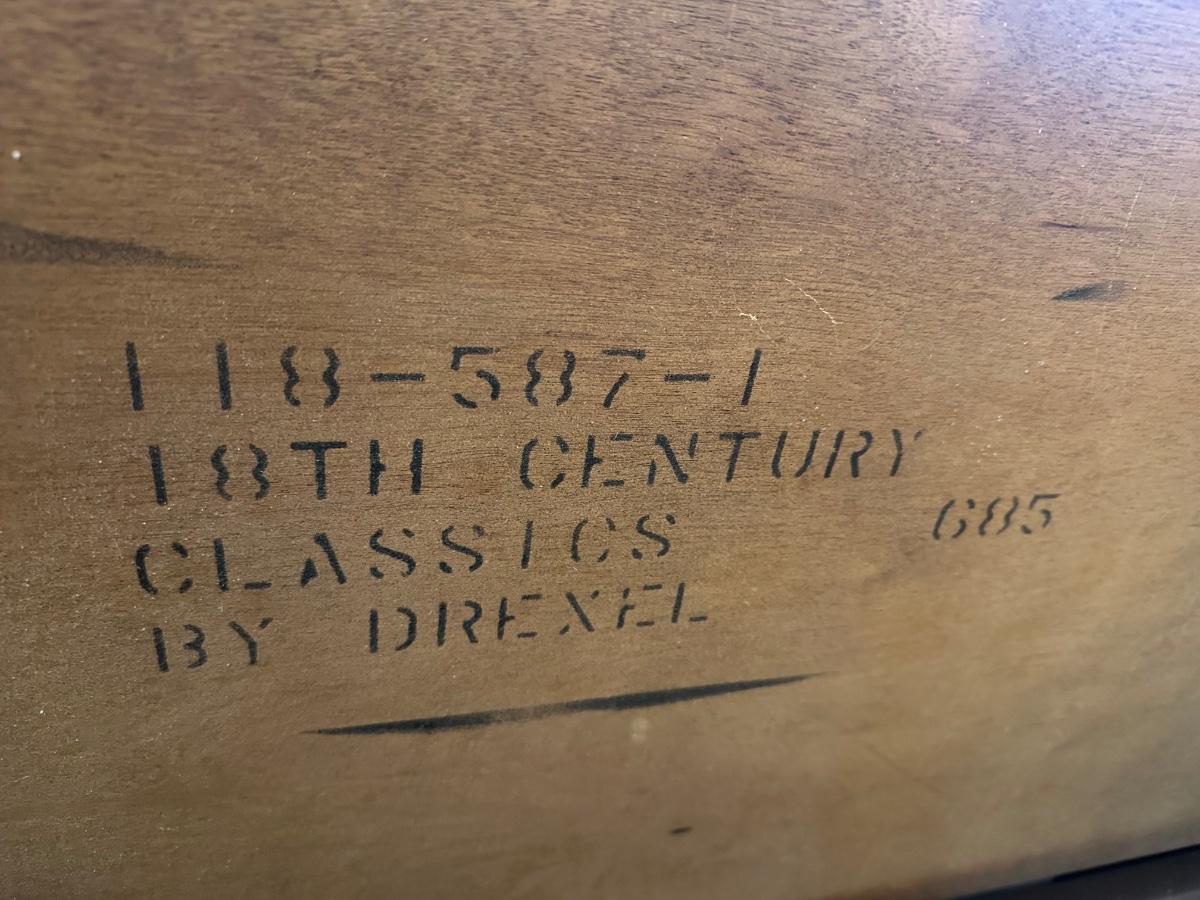 118-587-1
18TH CENTURY
CLASSICS
685
BY DREXEL